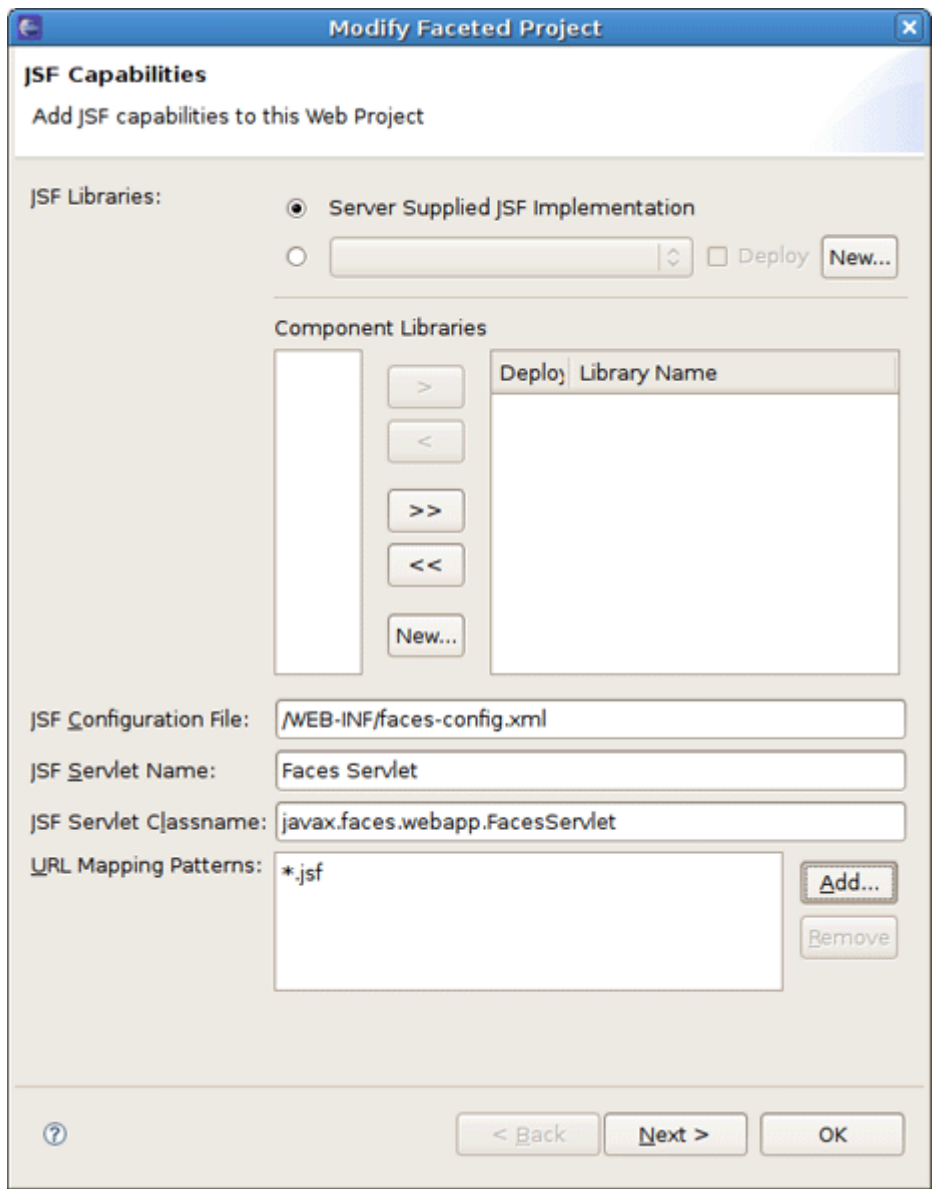 Modify Faceted Project
JSF Capabilities
Add JSF capabilities to this Web Project
JSF Libraries:
Server Supplied JSF Implementation
Deploy New...
Component Libraries
>
<
>>
<<
New...
Deploy Library Name
JSF Configuration File: /WEB-INF/faces-config.xml
JSF Servlet Name: Faces Servlet
JSF Servlet Classname: javax.faces.webapp.FacesServlet
URL Mapping Patterns: *.jsf
Add...
Remove
< Back Next > OK